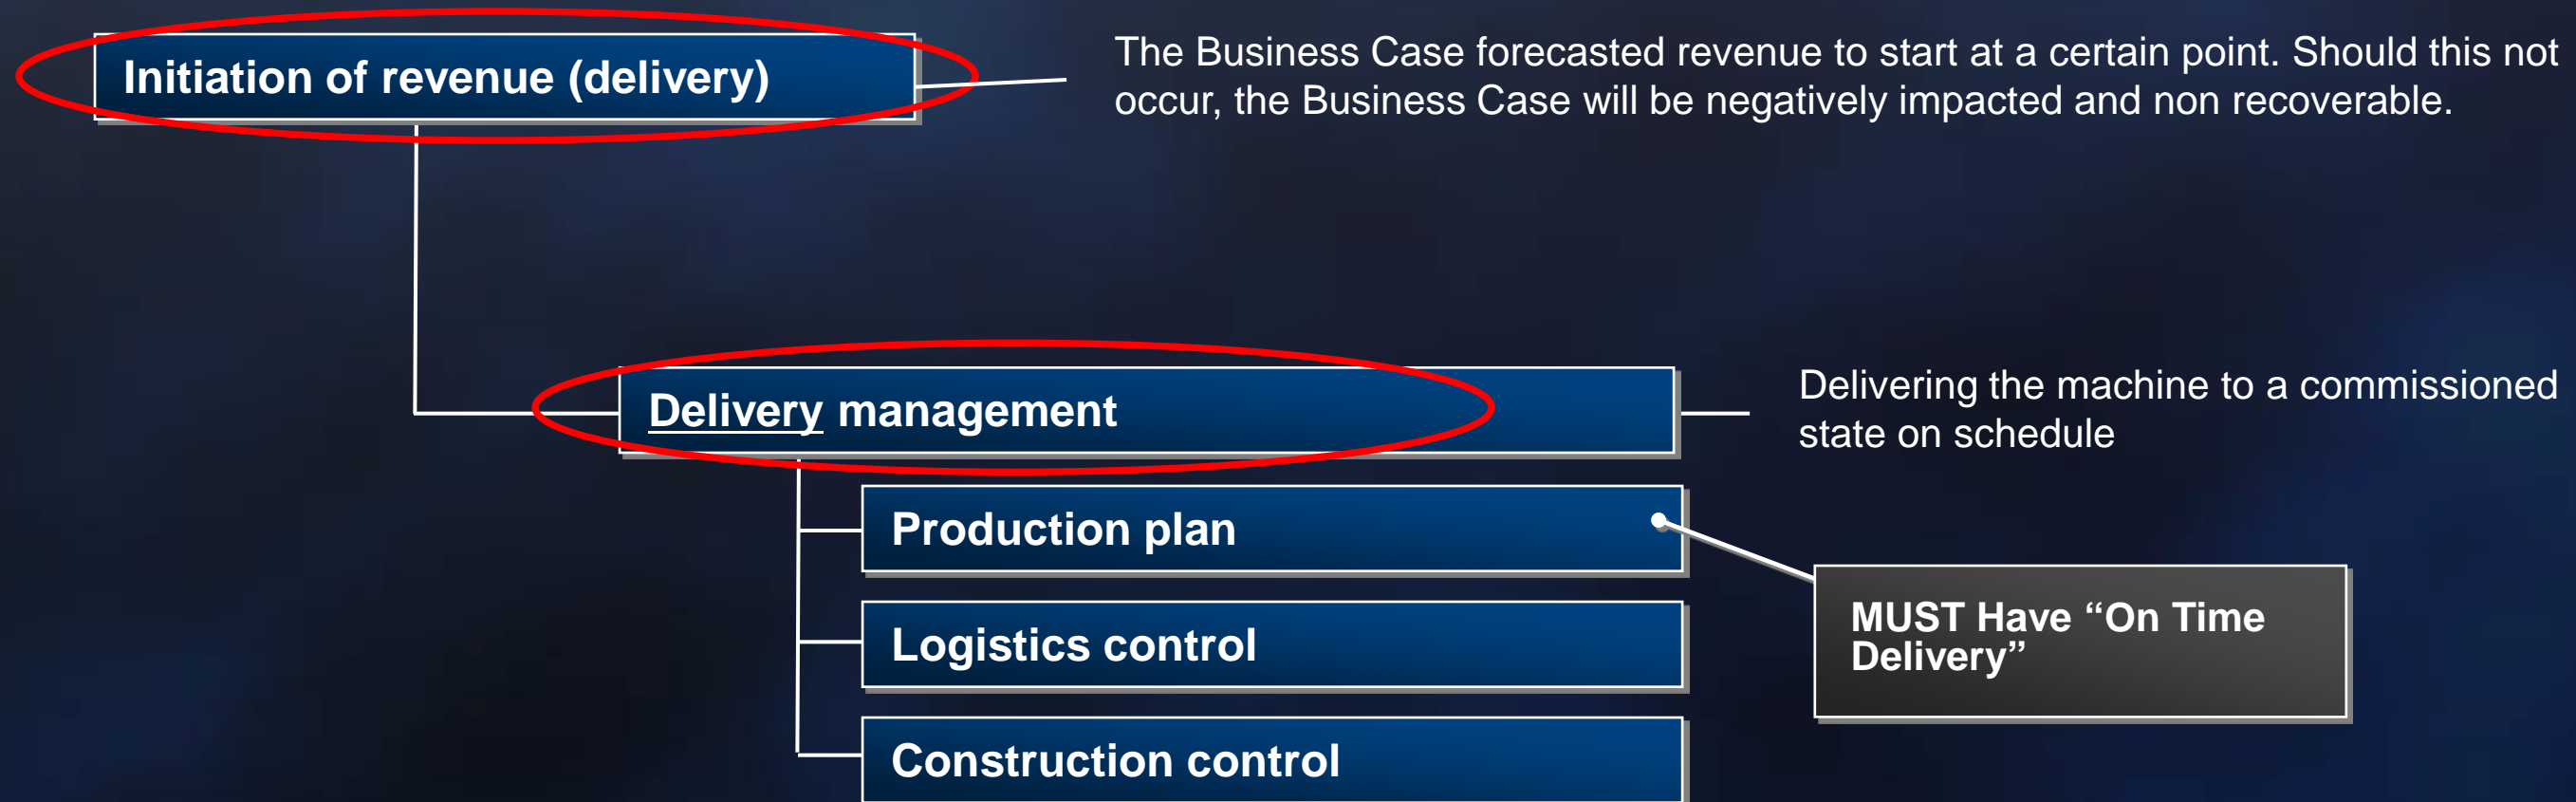 Initiation of revenue (delivery)
The Business Case forecasted revenue to start at a certain point. Should this not
occur, the Business Case will be negatively impacted and non recoverable.
Delivery management
Delivering the machine to a commissioned
state on schedule
Production plan
MUST Have “On Time
Delivery”
Logistics control
Construction control